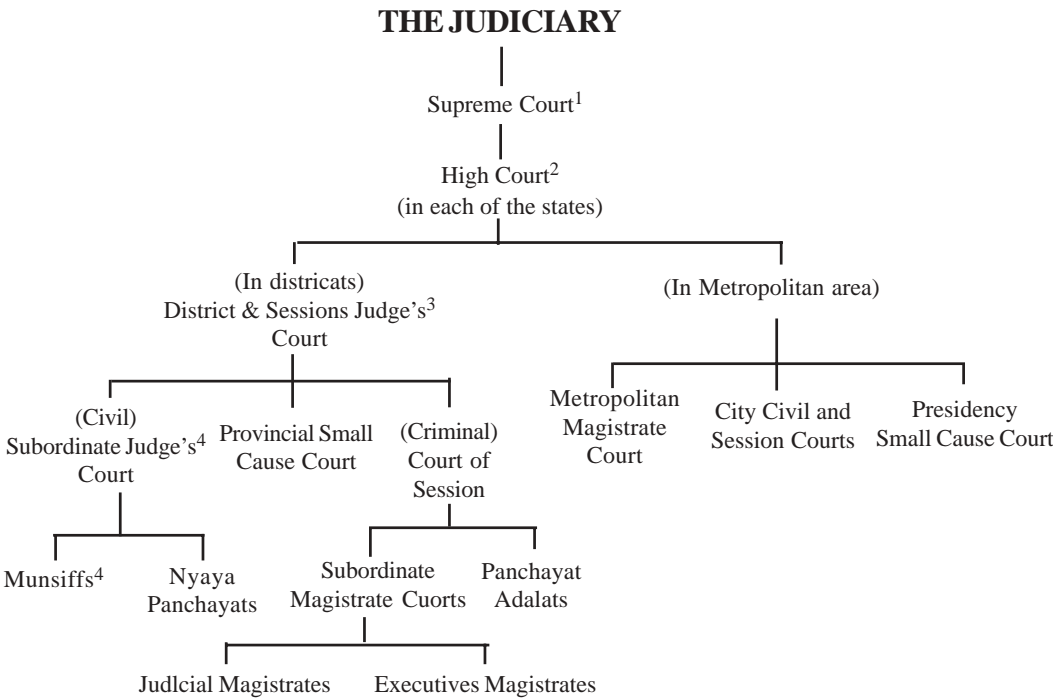 THE JUDICIARY
Supreme Court1
High Court2
(in each of the states)
(In districats)
District & Sessions Judge's3
Court
(In Metropolitan area)
(Civil)
Subordinate Judge's4
Court
Provincial Small
Cause Court
(Criminal)
Court of
Session
Metropolitan
Magistrate
Court
City Civil and
Session Courts
Presidency
Small Cause Court
Munsiffs4
Nyaya
Panchayats
Subordinate
Magistrate Cuorts
Panchayat
Adalats
Judlcial Magistrates
Executives Magistrates